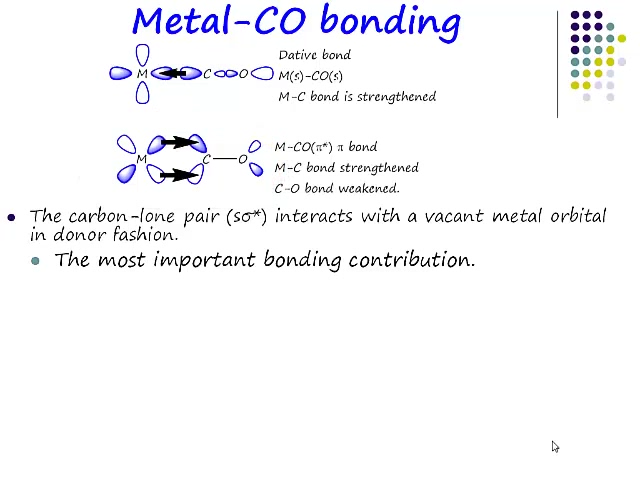 Metal-CO bonding
M C O
Dative bond
M(s)-CO(s)
M-C bond is strengthened
M C O
M-CO(π*) π bond
M-C bond strengthened
C-O bond weakened.
The carbon-lone pair (sσ*) interacts with a vacant metal orbital
in donor fashion.
The most important bonding contribution.